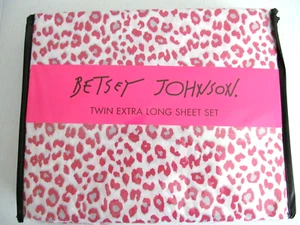 BETSEY JOHNSON.
TWIN EXTRA LONG SHEET SET